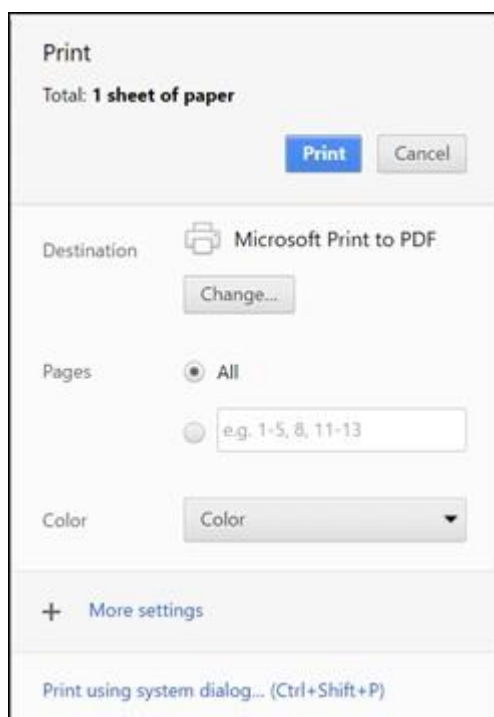 Print
Total: 1 sheet of paper
Print Cancel
Destination Microsoft Print to PDF
Change...
Pages All
e.g. 1-5, 8, 11-13
Color Color
+ More settings
Print using system dialog... (Ctrl+Shift+P)